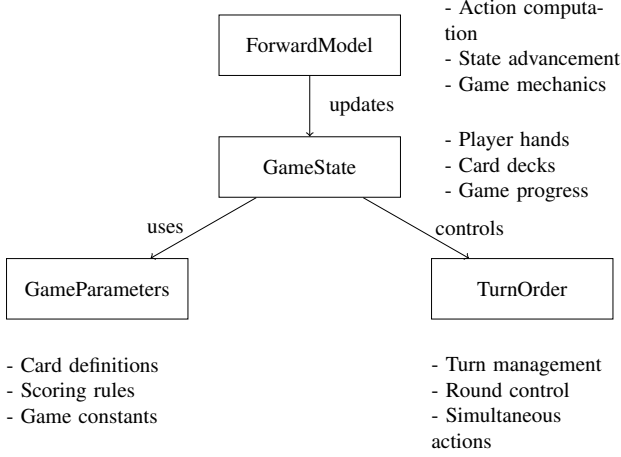 - Action computa-
tion
- State advancement
- Game mechanics
ForwardModel
updates
GameState
- Player hands
- Card decks
- Game progress
uses
controls
GameParameters
TurnOrder
- Card definitions
- Scoring rules
- Game constants
- Turn management
- Round control
- Simultaneous
actions